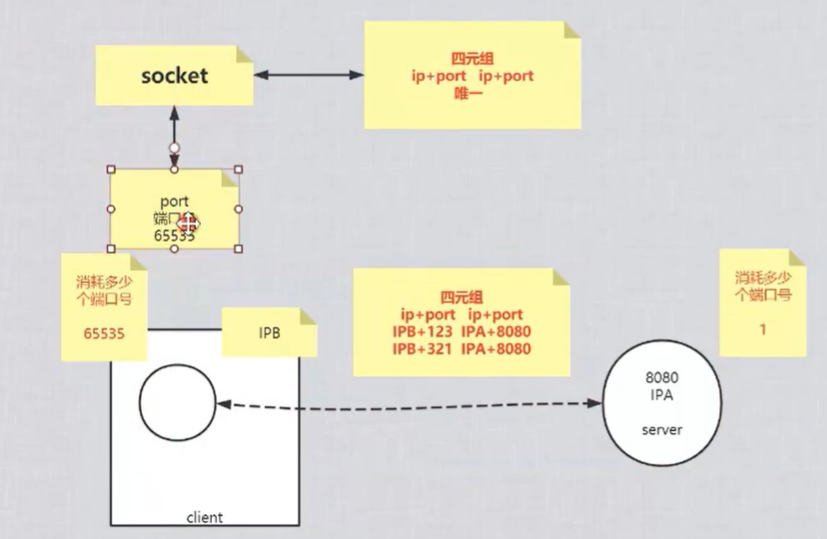 socket
四元组
ip+port ip+port
唯一
port
端口号
65535
消耗多少
个端口号
65535
IPB
四元组
ip+port ip+port
IPB+123 IPA+8080
IPB+321 IPA+8080
消耗多少
个端口号
1
8080
IPA
server
client